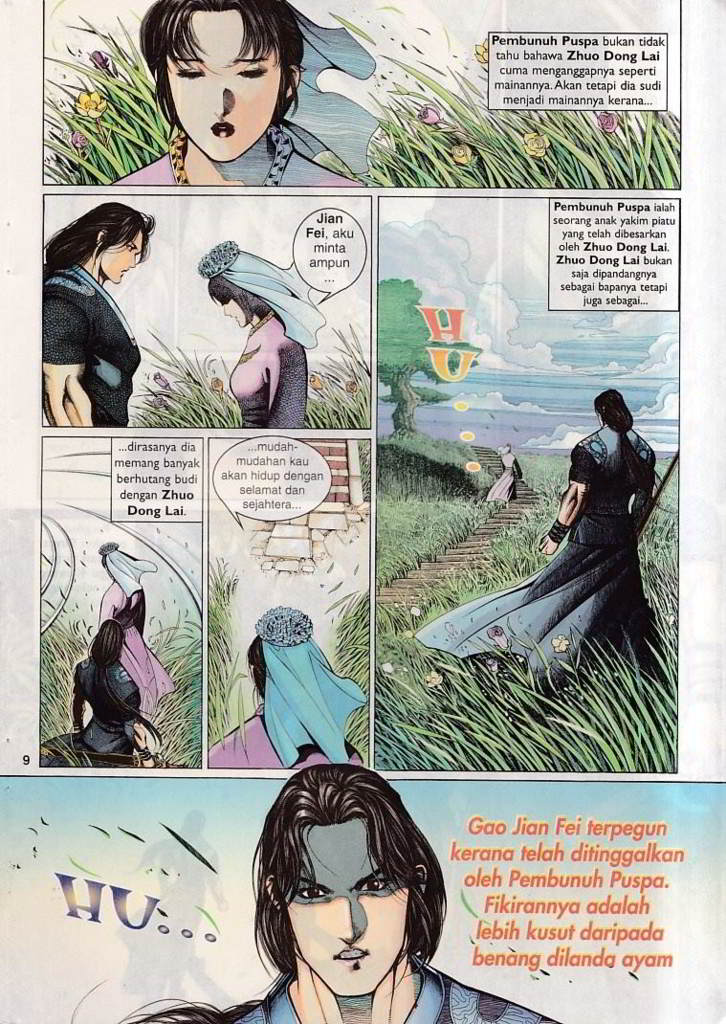 Pembunuh Puspa bukan tidak
tahu bahawa Zhuo Dong Lai
cuma menganggapnya seperti
mainannya. Akan tetapi dia sudi
menjadi mainannya kerana...
Jian
Fei, aku
minta
ampun
...
Pembunuh Puspa ialah
seorang anak yakim piatu
yang telah dibesarkan
oleh Zhuo Dong Lai.
Zhuo Dong Lai bukan
saja dipandangnya
sebagai bapanya tetapi
juga sebagai...
HU...
...dirasanya dia
memang banyak
berhutang budi
dengan Zhuo
Dong Lai.
...mudah-
mudahan kau
akan hidup dengan
selamat dan
sejahtera...
9
HU...
Gao Jian Fei terpegun
kerana telah ditinggalkan
oleh Pembunuh Puspa.
Fikirannya adalah
lebih kusut daripada
benang dilanda ayam